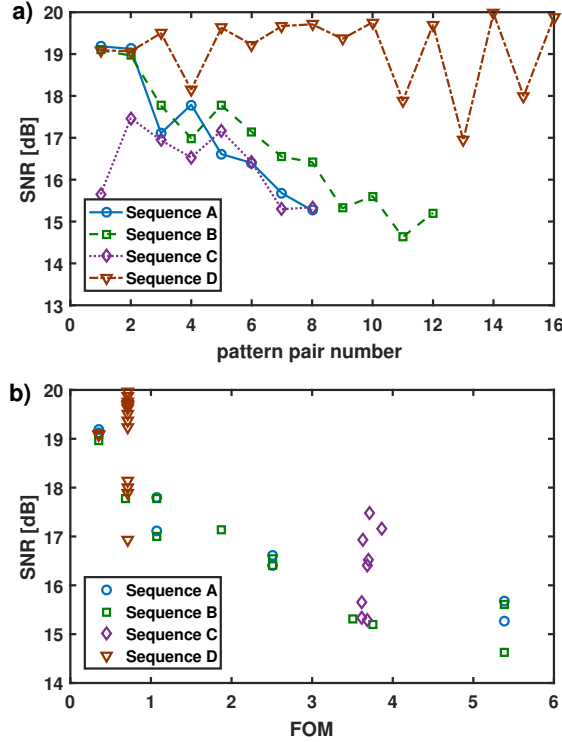 a)
20
19
18
17
16
15
14
13
SNR [dB]
Sequence A
Sequence B
Sequence C
Sequence D
0 2 4 6 8 10 12 14 16
pattern pair number
b)
20
19
18
17
16
15
14
SNR [dB]
Sequence A
Sequence B
Sequence C
Sequence D
0 1 2 3 4 5 6
FOM